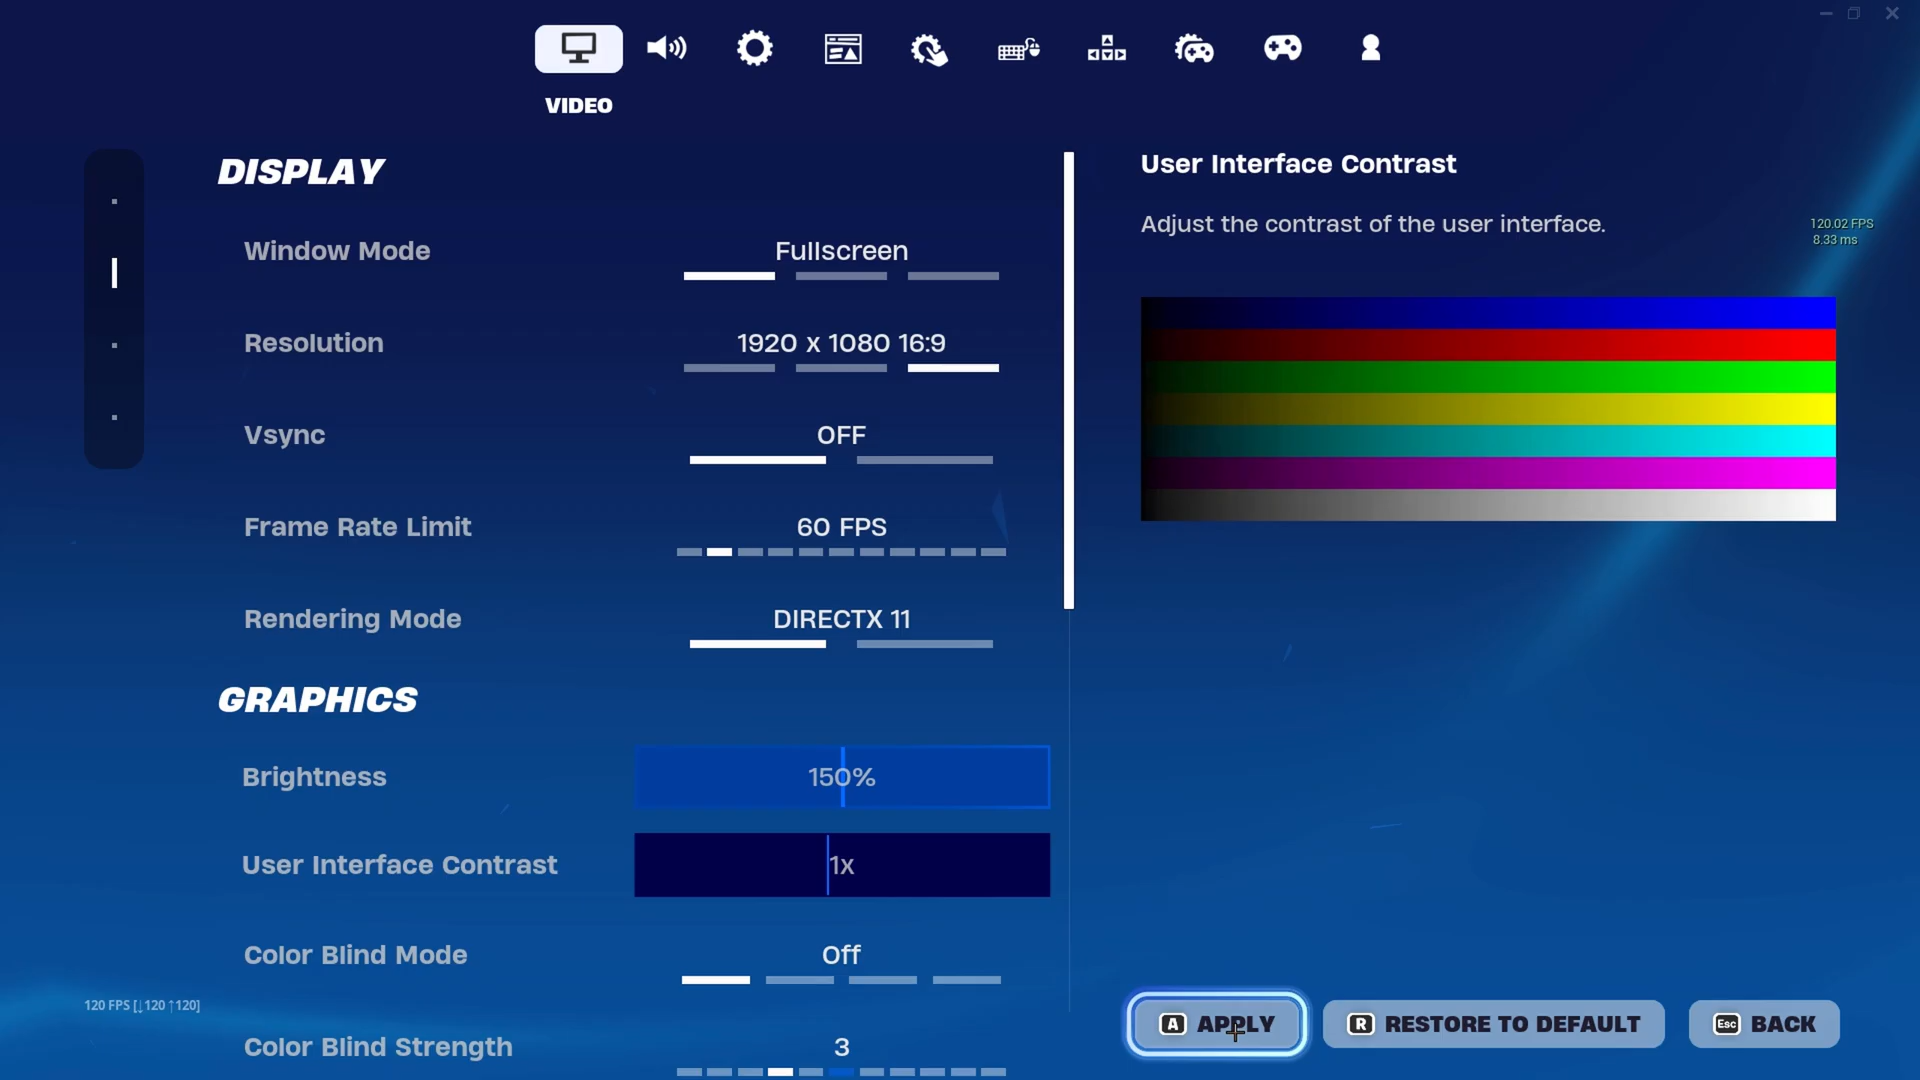 VIDEO
DISPLAY
Window Mode
Fullscreen
Resolution
1920 x 1080 16:9
Vsync
OFF
Frame Rate Limit
60 FPS
Rendering Mode
DIRECTX 11
GRAPHICS
Brightness
150%
User Interface Contrast
1x
Color Blind Mode
Off
Color Blind Strength
3
User Interface Contrast
Adjust the contrast of the user interface.
120.02 FPS
8.33 ms
120 FPS [↓120 ↑120]
A APPLY
R RESTORE TO DEFAULT
Esc BACK